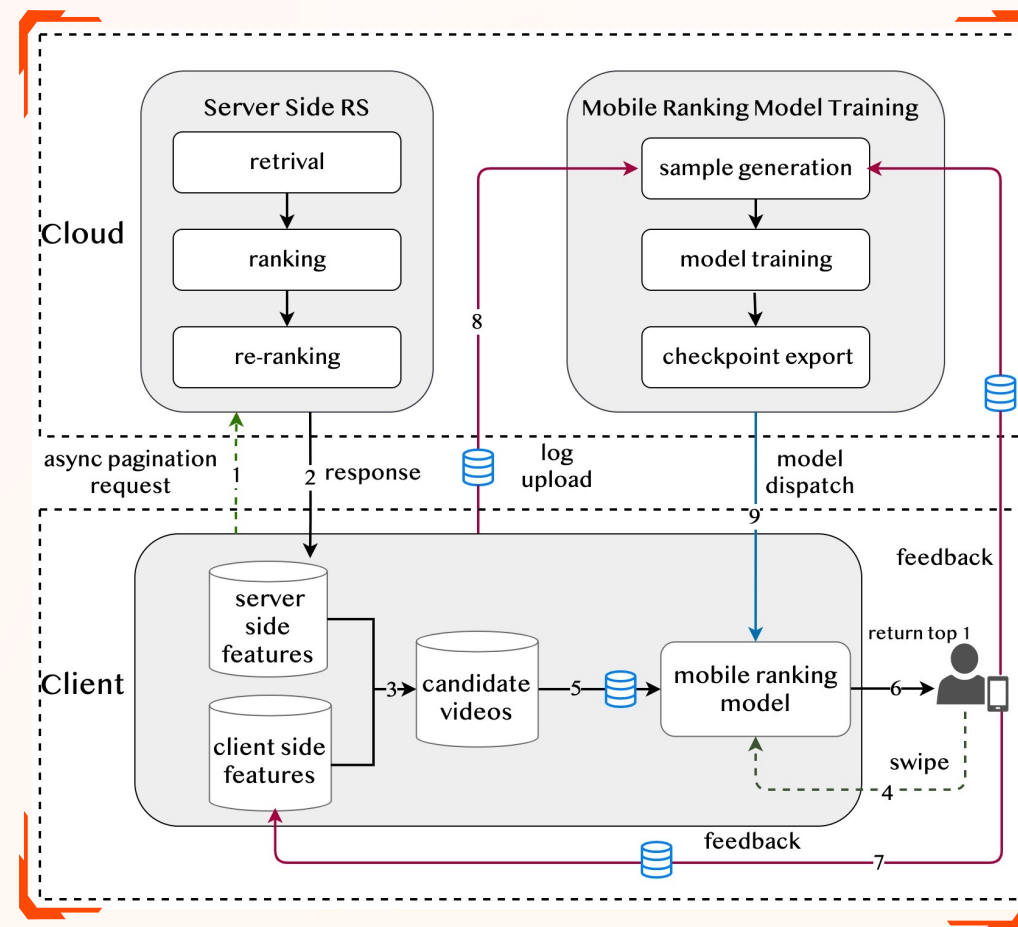 Server Side RS
retrival
ranking
re-ranking
Mobile Ranking Model Training
sample generation
model training
checkpoint export
Cloud
8
async pagination
request
1
2
response
log
upload
model
dispatch
9
feedback
Client
server
side
features
client side
features
3
candidate
videos
5
mobile ranking
model
return top 1
6
swipe
4
feedback
7